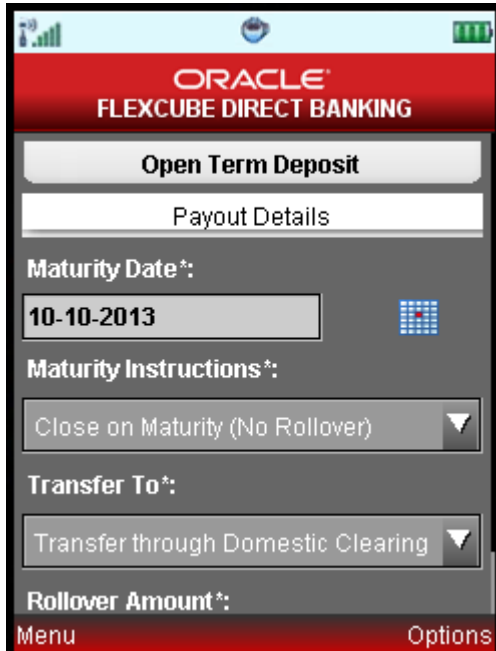 ORACLE
FLEXCUBE DIRECT BANKING
Open Term Deposit
Payout Details
Maturity Date*:
10-10-2013
Maturity Instructions*:
Close on Maturity (No Rollover)
Transfer To*:
Transfer through Domestic Clearing
Rollover Amount*:
Menu Options